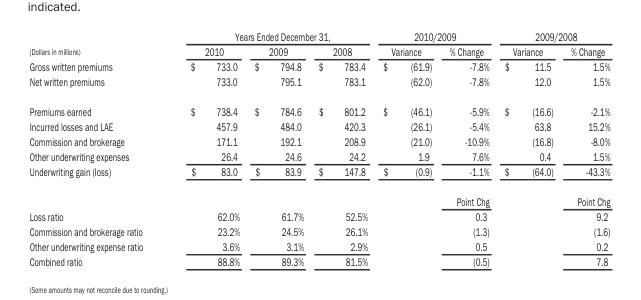 indicated.
Years Ended December 31, 2010/2009 2009/2008
(Dollars in millions) 2010 2009 2008 Variance % Change Variance % Change
Gross written premiums $ 733.0 $ 794.8 $ 783.4 $ (61.9) -7.8% $ 11.5 1.5%
Net written premiums 733.0 795.1 783.1 (62.0) -7.8% 12.0 1.5%
Premiums earned $ 738.4 $ 784.6 $ 801.2 $ (46.1) -5.9% $ (16.6) -2.1%
Incurred losses and LAE 457.9 484.0 420.3 (26.1) -5.4% 63.8 15.2%
Commission and brokerage 171.1 192.1 208.9 (21.0) -10.9% (16.8) -8.0%
Other underwriting expenses 26.4 24.6 24.2 1.9 7.6% 0.4 1.5%
Underwriting gain (loss) $ 83.0 $ 83.9 $ 147.8 $ (0.9) -1.1% $ (64.0) -43.3%
Point Chg Point Chg
Loss ratio 62.0% 61.7% 52.5% 0.3 9.2
Commission and brokerage ratio 23.2% 24.5% 26.1% (1.3) (1.6)
Other underwriting expense ratio 3.6% 3.1% 2.9% 0.5 0.2
Combined ratio 88.8% 89.3% 81.5% (0.5) 7.8
(Some amounts may not reconcile due to rounding.)